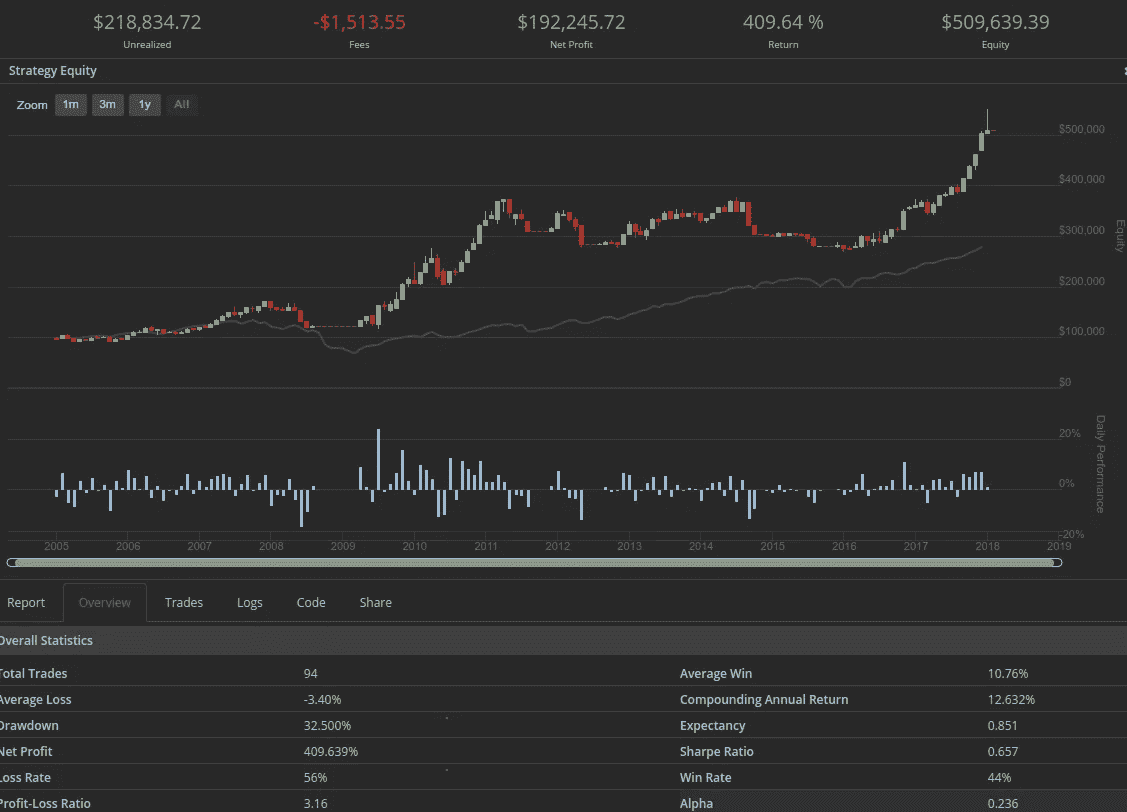 $218,834.72 -$1,513.55 $192,245.72 409.64 % $509,639.39
Unrealized Fees Net Profit Return Equity
Strategy Equity
Zoom 1m 3m 1y All
$500,000
$400,000
$300,000
$200,000
$100,000
$0
Equity
20%
0%
-20%
Daily Performance
2005 2006 2007 2008 2009 2010 2011 2012 2013 2014 2015 2016 2017 2018 2019
Report Overview Trades Logs Code Share
Overall Statistics
Total Trades 94 Average Win 10.76%
Average Loss -3.40% Compounding Annual Return 12.632%
Drawdown 32.500% Expectancy 0.851
Net Profit 409.639% Sharpe Ratio 0.657
Loss Rate 56% Win Rate 44%
Profit-Loss Ratio 3.16 Alpha 0.236